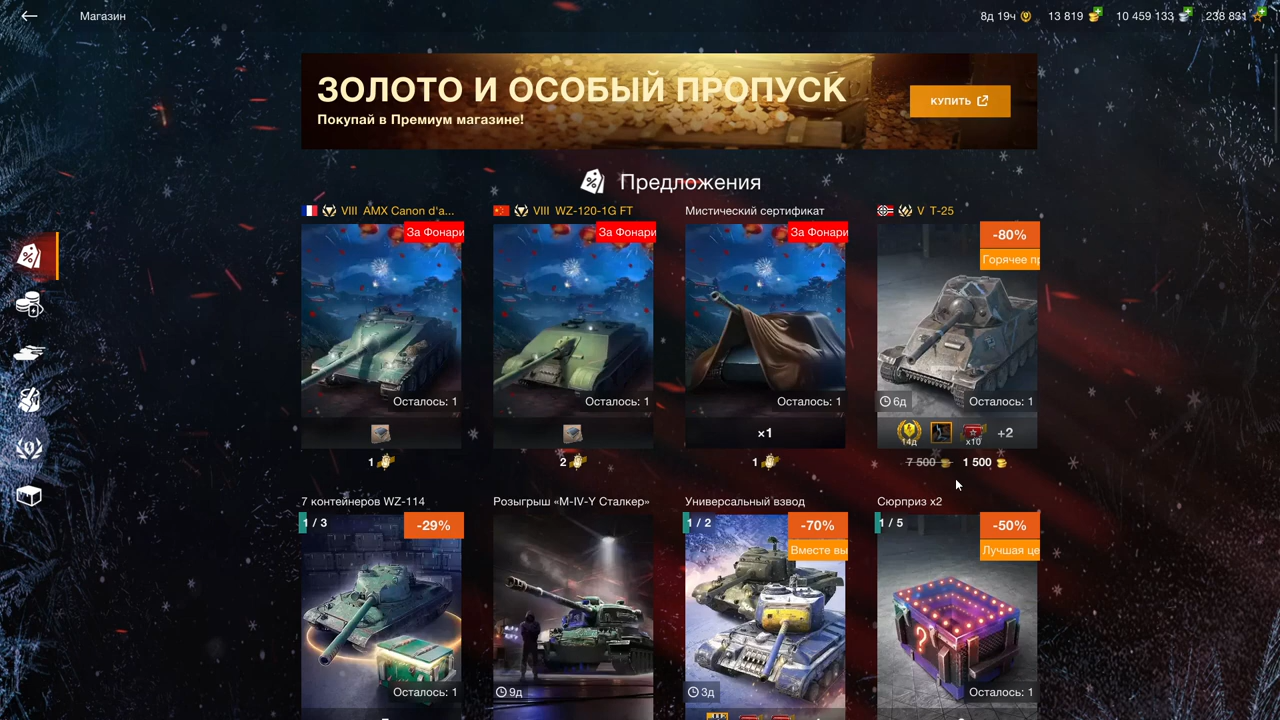 Магазин
8д 19ч
13 819
10 459 133
238 831
ЗОЛОТО И ОСОБЫЙ ПРОПУСК
Покупай в Премиум магазине!
КУПИТЬ
Предложения
VIII AMX Canon d'a...
За Фонари
Осталось: 1
1
VIII WZ-120-1G FT
За Фонари
Осталось: 1
2
Мистический сертификат
За Фонари
Осталось: 1
×1
1
V T-25
-80%
Горячее п
6д
Осталось: 1
14д
x10
+2
7 500
1 500
7 контейнеров WZ-114
1 / 3
-29%
Осталось: 1
Розыгрыш «M-IV-Y Сталкер»
9д
Универсальный взвод
1 / 2
-70%
Вместе вы
3д
Сюрприз x2
1 / 5
-50%
Лучшая це
Осталось: 1